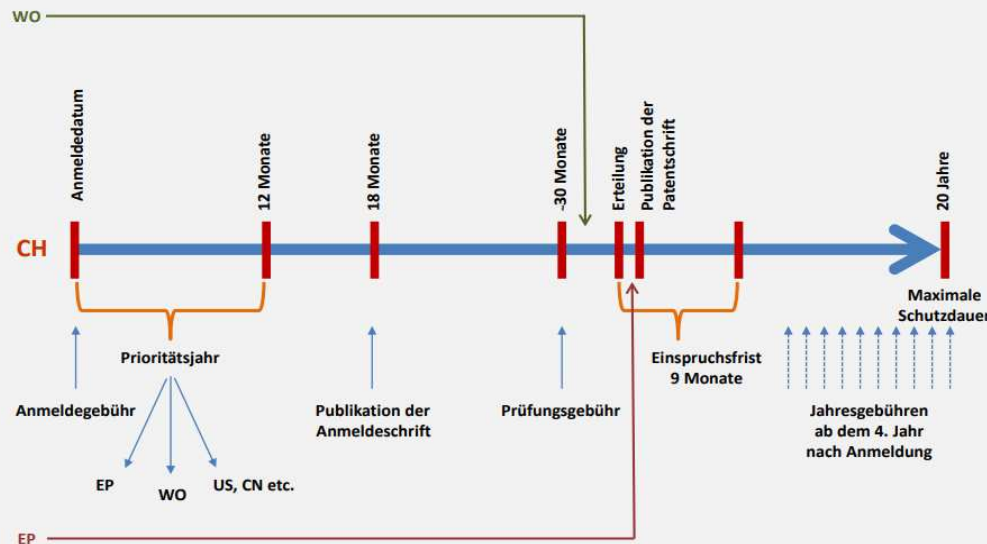 WO
Anmeldedatum
12 Monate
18 Monate
~30 Monate
Erteilung
Publikation der
Patentschrift
20 Jahre
CH
Maximale
Schutzdauer
Prioritätsjahr
Einspruchsfrist
9 Monate
Anmeldegebühr
Publikation der
Anmeldeschrift
Prüfungsgebühr
Jahresgebühren
ab dem 4. Jahr
nach Anmeldung
EP
WO
US, CN etc.
EP